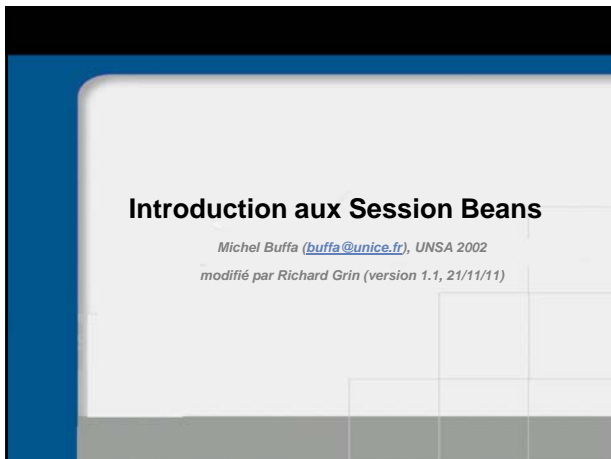 Introduction aux Session Beans
Michel Buffa (buffa@unice.fr), UNSA 2002
modifié par Richard Grin (version 1.1, 21/11/11)